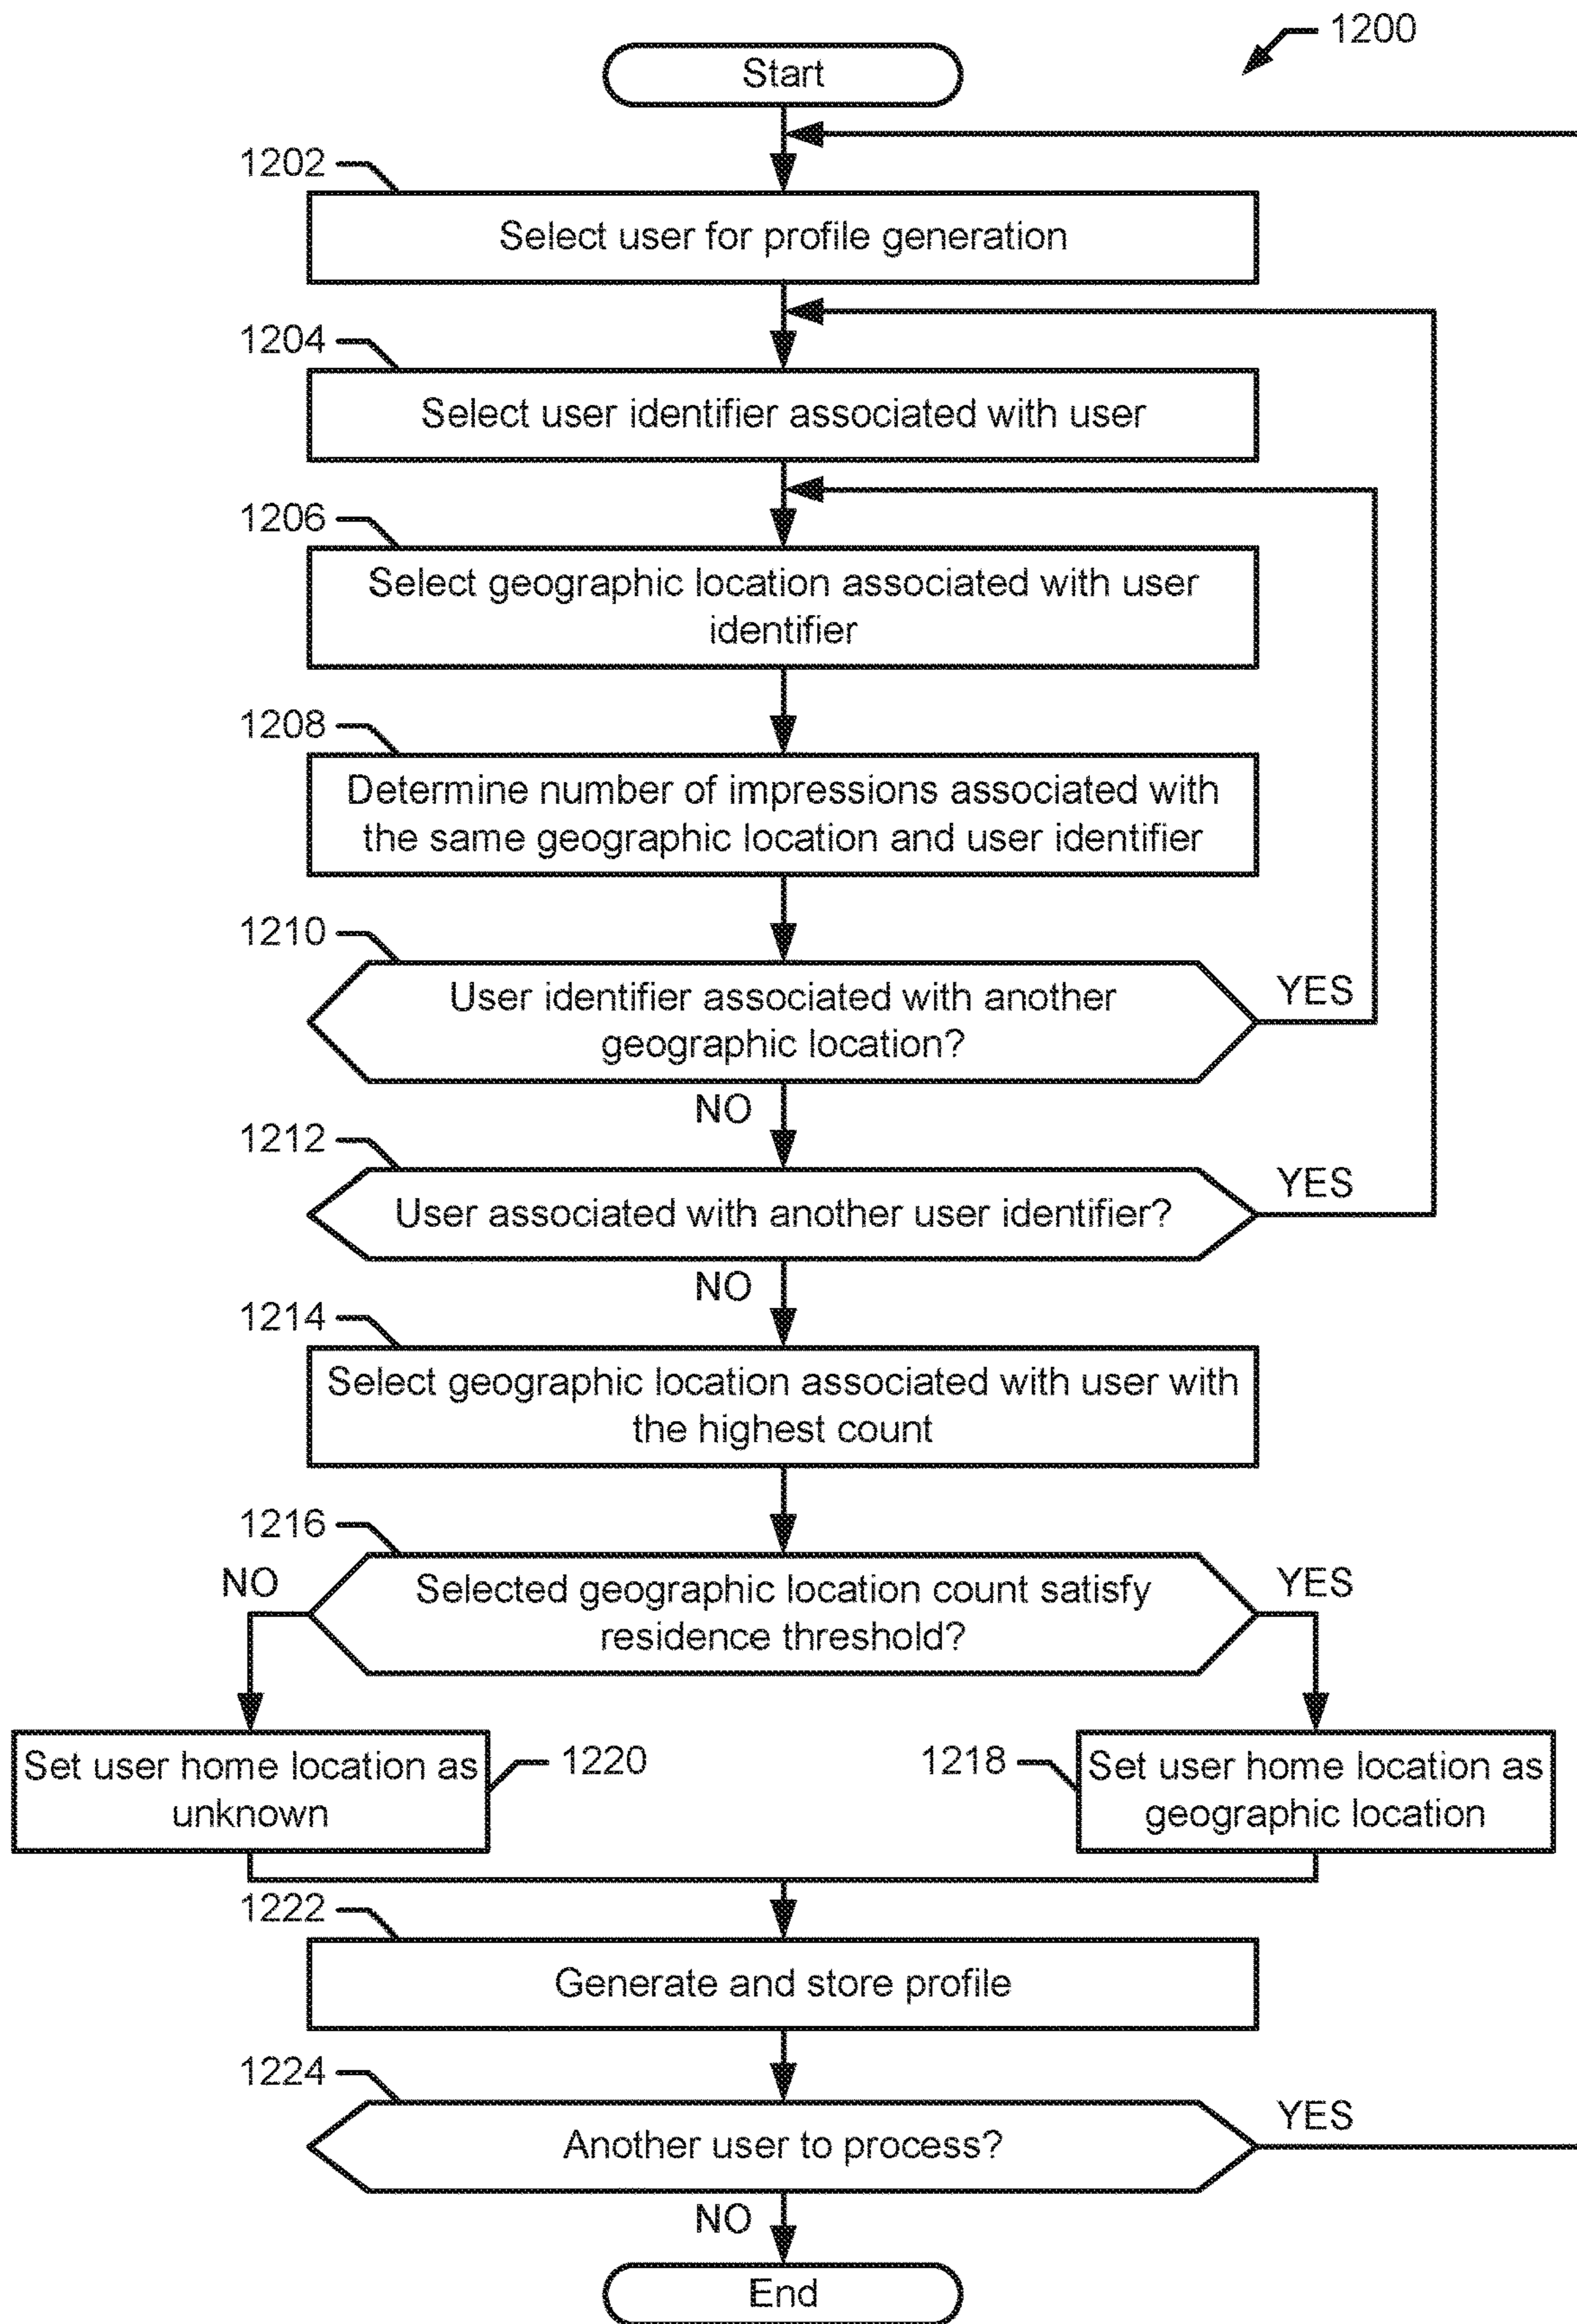 1200
Start
1202
Select user for profile generation
1204
Select user identifier associated with user
1206
Select geographic location associated with user
identifier
1208
Determine number of impressions associated with
the same geographic location and user identifier
1210
User identifier associated with another
geographic location?
YES
NO
1212
User associated with another user identifier?
YES
NO
1214
Select geographic location associated with user with
the highest count
1216
NO
Selected geographic location count satisfy
residence threshold?
YES
Set user home location as
unknown
1220
1218
Set user home location as
geographic location
1222
Generate and store profile
1224
Another user to process?
YES
NO
End